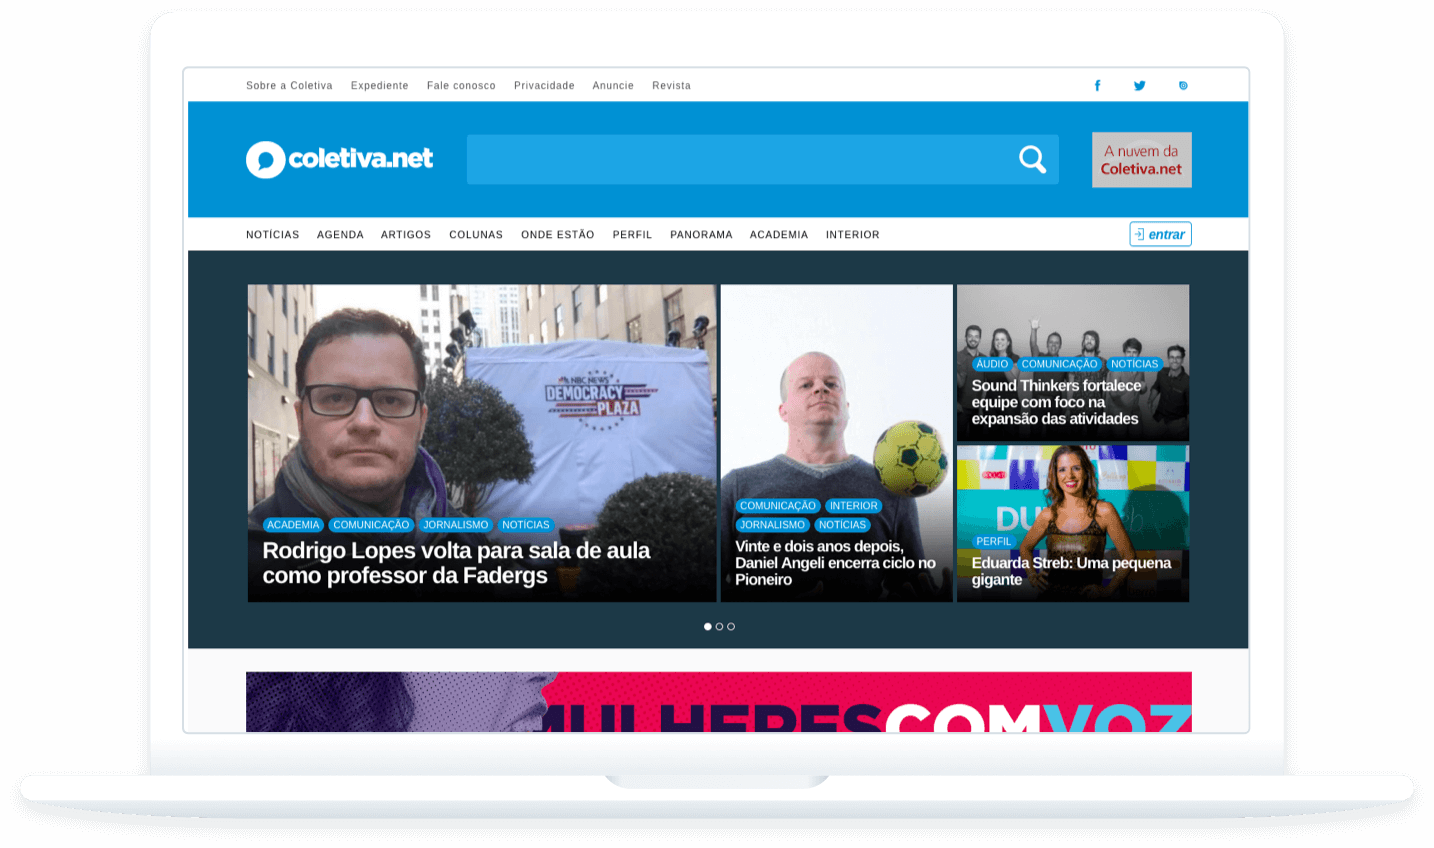 Sobre a Coletiva Expediente Fale conosco Privacidade Anuncie Revista
coletiva.net
A nuvem da
Coletiva.net
NOTÍCIAS AGENDA ARTIGOS COLUNAS ONDE ESTÃO PERFIL PANORAMA ACADEMIA INTERIOR
entrar
NBC NEWS
DEMOCRACY
PLAZA
ACADEMIA COMUNICAÇÃO JORNALISMO NOTÍCIAS
Rodrigo Lopes volta para sala de aula
como professor da Fadergs
COMUNICAÇÃO INTERIOR
JORNALISMO NOTÍCIAS
Vinte e dois anos depois,
Daniel Angeli encerra ciclo no
Pioneiro
ÁUDIO COMUNICAÇÃO NOTÍCIAS
Sound Thinkers fortalece
equipe com foco na
expansão das atividades
PERFIL
Eduarda Streb: Uma pequena
gigante
MULHERESCOMVOZ